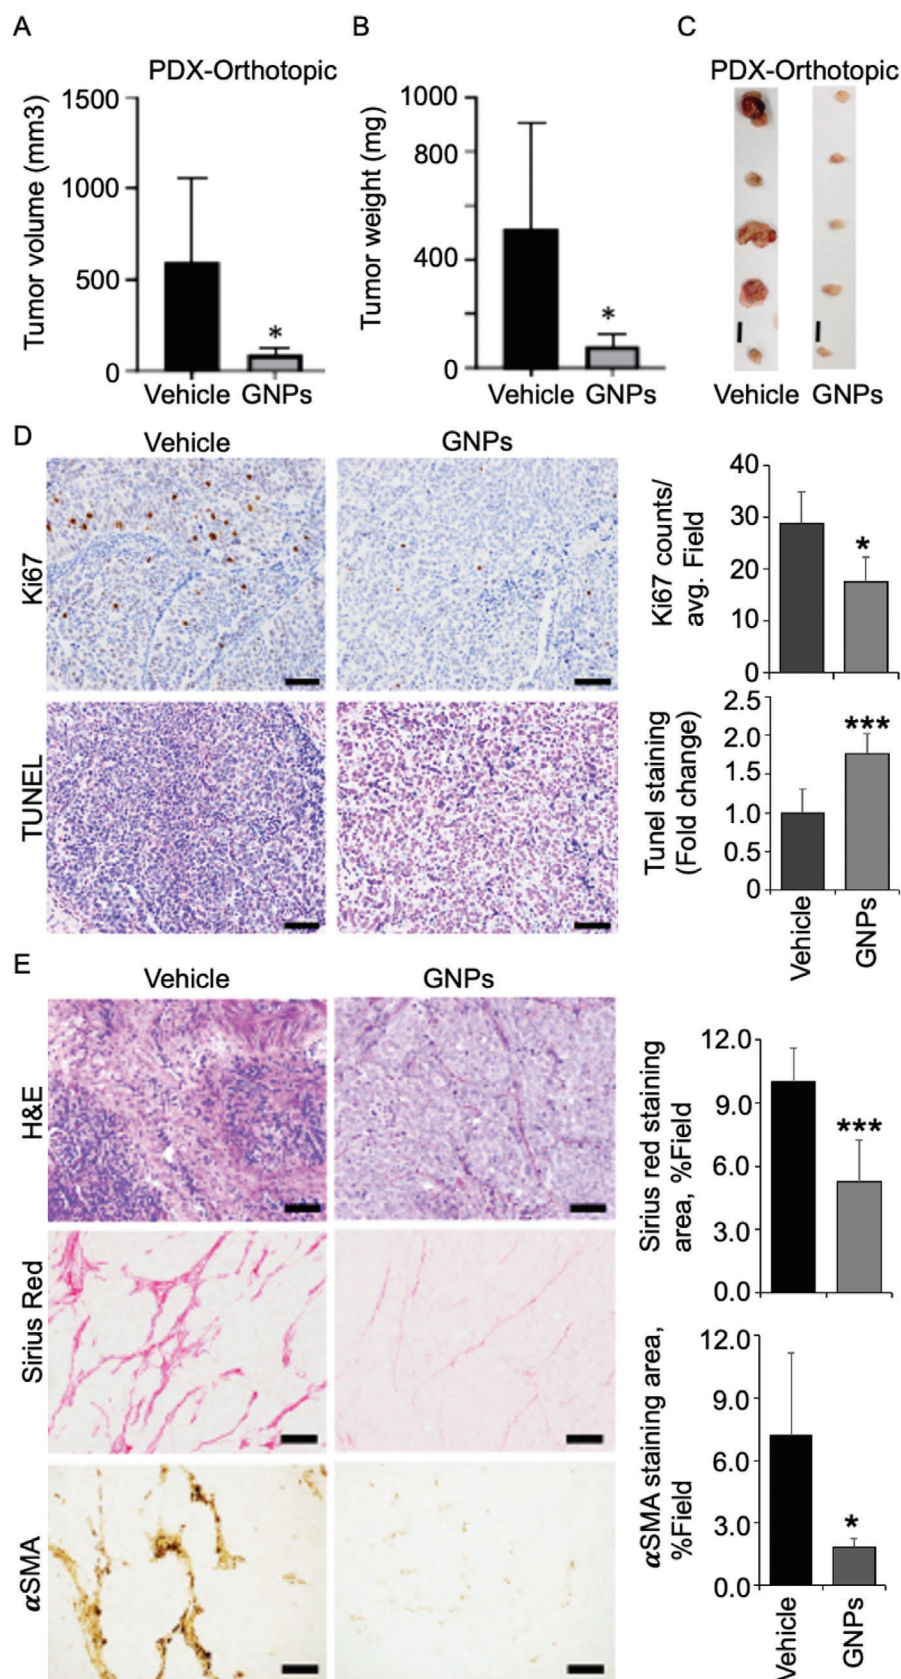 A
B
C
PDX-Orthotopic
PDX-Orthotopic
Tumor volume (mm3)
1500
1000
500
0
Vehicle GNPs
Tumor weight (mg)
1000
800
400
0
*
*
Vehicle GNPs
Vehicle GNPs
D
Vehicle
GNPs
Ki67
TUNEL
Ki67 counts/
avg. Field
40
30
20
10
0
*
Tunel staining
(Fold change)
2.5
2.0
1.5
1.0
0.5
0
***
Vehicle
GNPs
E
Vehicle
GNPs
H&E
Sirius Red
αSMA
Sirius red staining
area, %Field
12.0
9.0
6.0
3.0
0.0
***
αSMA staining area,
%Field
12.0
9.0
6.0
3.0
0.0
*
Vehicle
GNPs